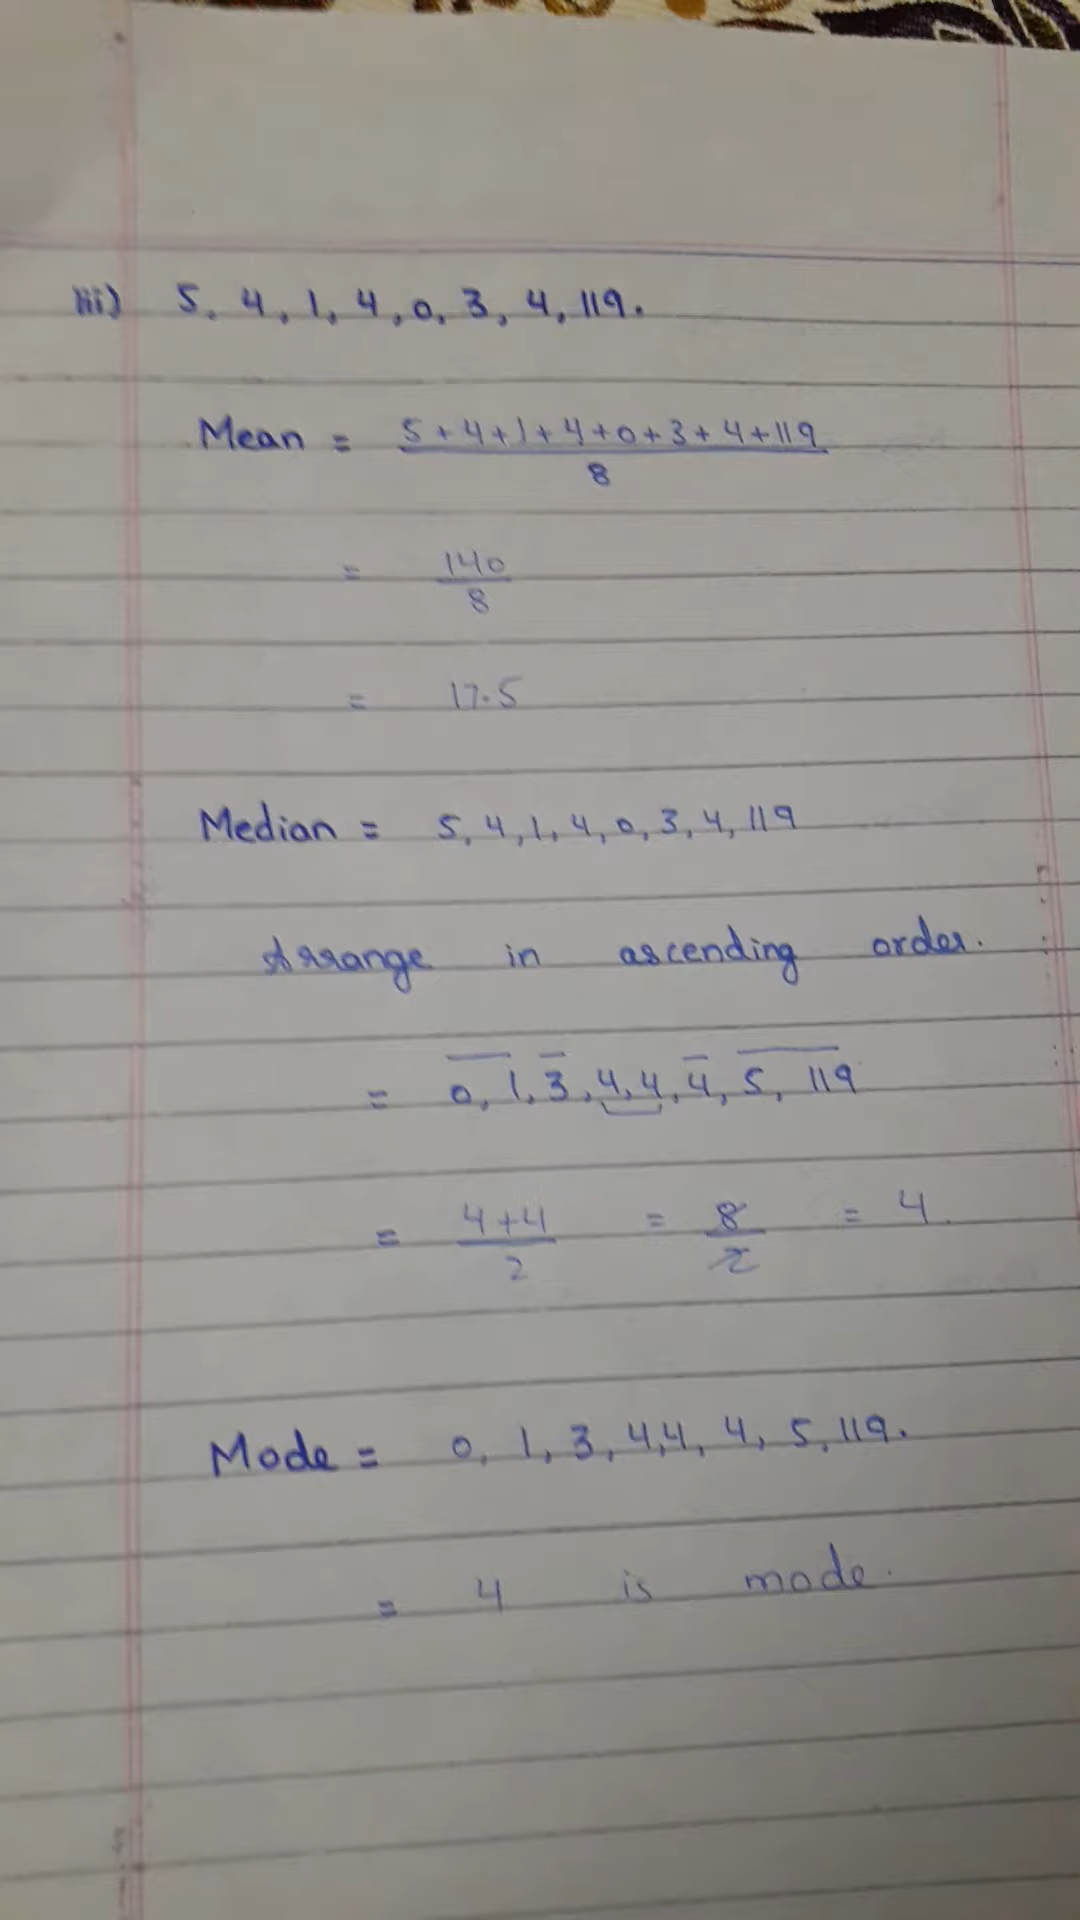 iii) 5, 4, 1, 4, 0, 3, 4, 119.
Mean = 5+4+1+4+0+3+4+119
8
= 140
8
= 17.5
Median = 5, 4, 1, 4, 0, 3, 4, 119
Arrange in ascending order.
= 0, 1, 3, 4, 4, 4, 5, 119
= 4+4 = 8 = 4
2 2
Mode = 0, 1, 3, 4, 4, 4, 5, 119.
= 4 is mode.